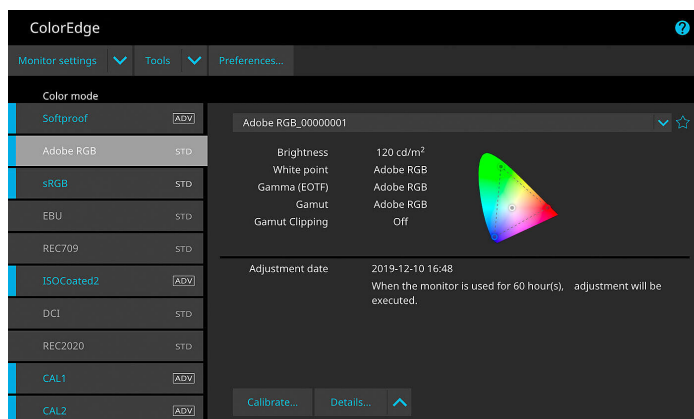 ColorEdge
Monitor settings Tools Preferences...
Color mode
Softproof ADV
Adobe RGB STD
sRGB STD
EBU STD
REC709 STD
ISOCoated2 ADV
DCI STD
REC2020 STD
CAL1 ADV
CAL2 ADV
Adobe RGB_00000001
Brightness 120 cd/m²
White point Adobe RGB
Gamma (EOTF) Adobe RGB
Gamut Adobe RGB
Gamut Clipping Off
Adjustment date 2019-12-10 16:48
When the monitor is used for 60 hour(s), adjustment will be
executed.
Calibrate... Details...